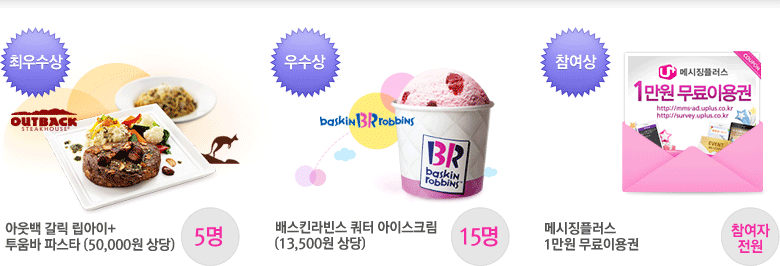 최우수상
OUTBACK
STEAKHOUSE
아웃백 갈릭 립아이+
투움바 파스타 (50,000원 상당)
5명
우수상
baskin BR robbins
BR
baskin
robbins
배스킨라빈스 쿼터 아이스크림
(13,500원 상당)
15명
참여상
COUPON
U+ 메시징플러스
1만원 무료이용권
http://mms-ad.uplus.co.kr
http://survey.uplus.co.kr
EVENT
메시징플러스
1만원 무료이용권
참여자
전원